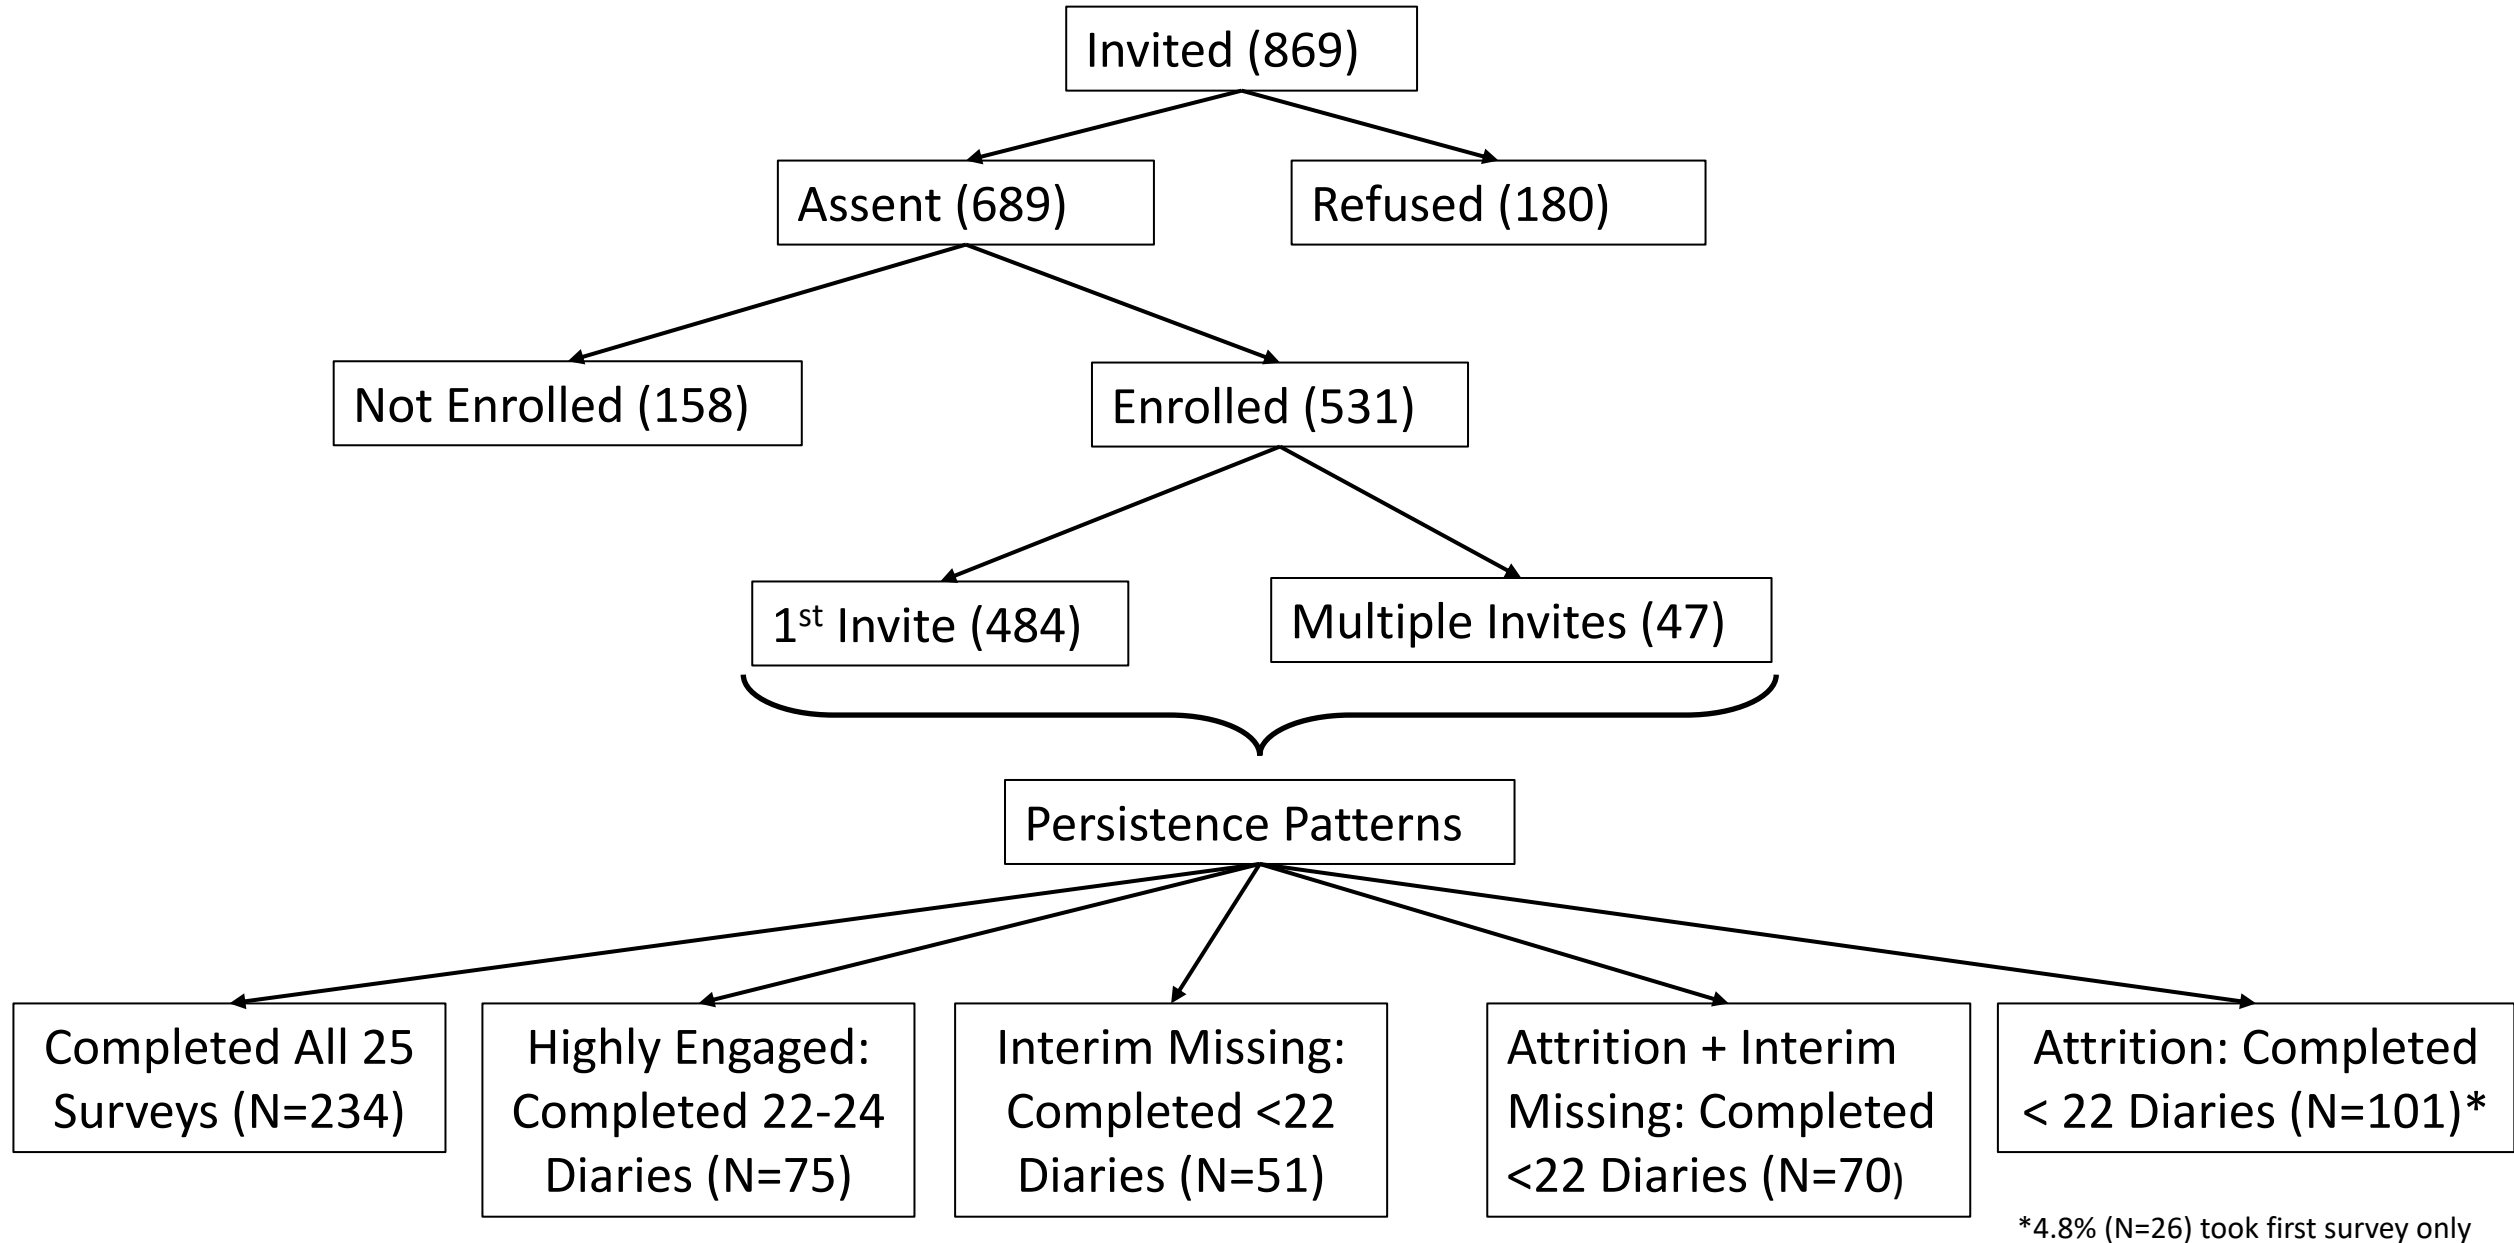 Invited (869)
Assent (689)
Refused (180)
Not Enrolled (158)
Enrolled (531)
1st Invite (484)
Multiple Invites (47)
Persistence Patterns
Completed All 25
Surveys (N=234)
Highly Engaged:
Completed 22-24
Diaries (N=75)
Interim Missing:
Completed <22
Diaries (N=51)
Attrition + Interim
Missing: Completed
<22 Diaries (N=70)
Attrition: Completed
< 22 Diaries (N=101)*
*4.8% (N=26) took first survey only